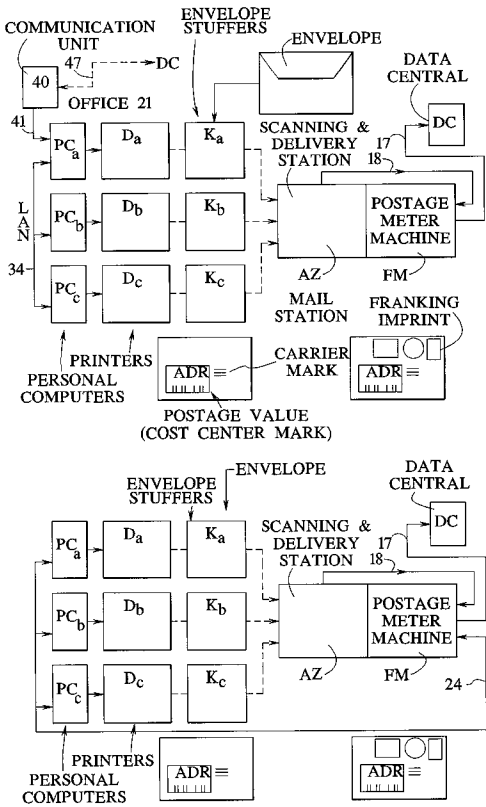 COMMUNICATION
UNIT
40
47
DC
OFFICE 21
41
ENVELOPE
STUFFERS
ENVELOPE
DATA
CENTRAL
DC
17
18
SCANNING &
DELIVERY
STATION
PCa
Da
Ka
LAN
PCb
Db
Kb
POSTAGE
METER
MACHINE
34
PCc
Dc
Kc
AZ
FM
MAIL
STATION
FRANKING
IMPRINT
PRINTERS
PERSONAL
COMPUTERS
ADR
CARRIER
MARK
ADR
POSTAGE VALUE
(COST CENTER MARK)
ENVELOPE
STUFFERS
ENVELOPE
DATA
CENTRAL
DC
17
18
SCANNING &
DELIVERY
STATION
PCa
Da
Ka
PCb
Db
Kb
POSTAGE
METER
MACHINE
PCc
Dc
Kc
AZ
FM
24
PRINTERS
PERSONAL
COMPUTERS
ADR
ADR